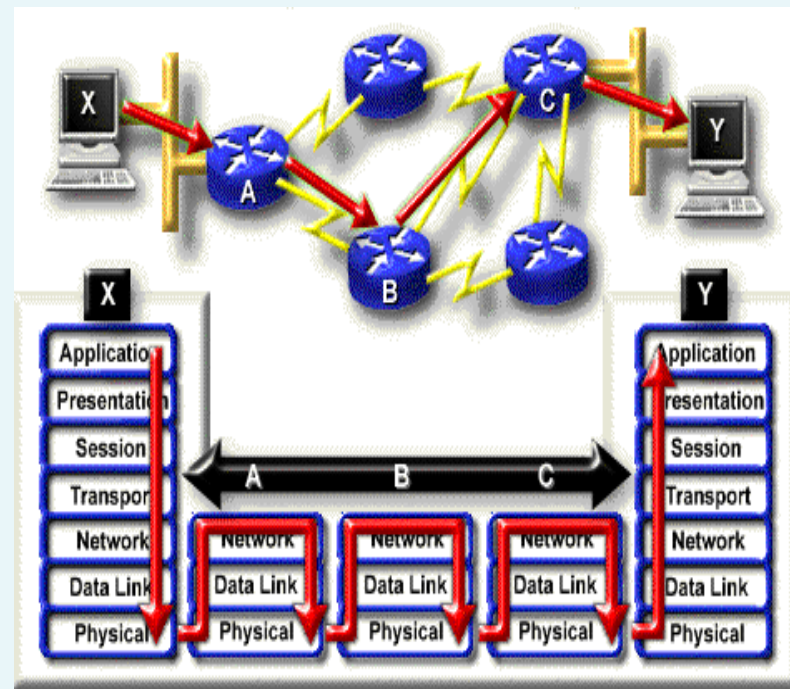 X
A
B
C
Y
X
Y
Application
Presentation
Session
Transport
Network
Data Link
Physical
A
B
C
Network
Data Link
Physical
Network
Data Link
Physical
Network
Data Link
Physical
Application
Presentation
Session
Transport
Network
Data Link
Physical